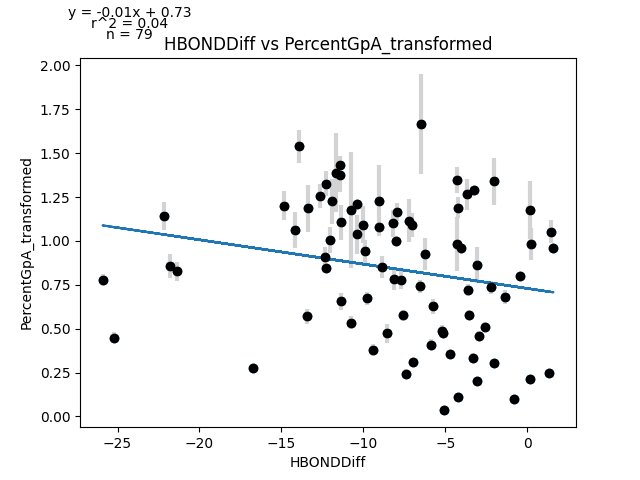 y = -0.01x + 0.73
r^2 = 0.04
n = 79
HBONDDiff vs PercentGpA_transformed
2.00
1.75
1.50
1.25
1.00
0.75
0.50
0.25
0.00
PercentGpA_transformed
−25
−20
−15
−10
−5
0
HBONDDiff